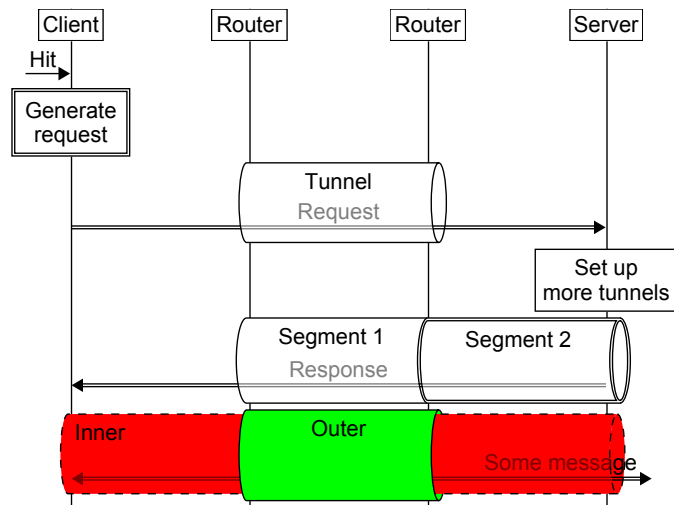 Client Router Router Server
Hit
Generate
request
Tunnel
Request
Set up
more tunnels
Segment 1 Segment 2
Response
Inner Outer
Some message